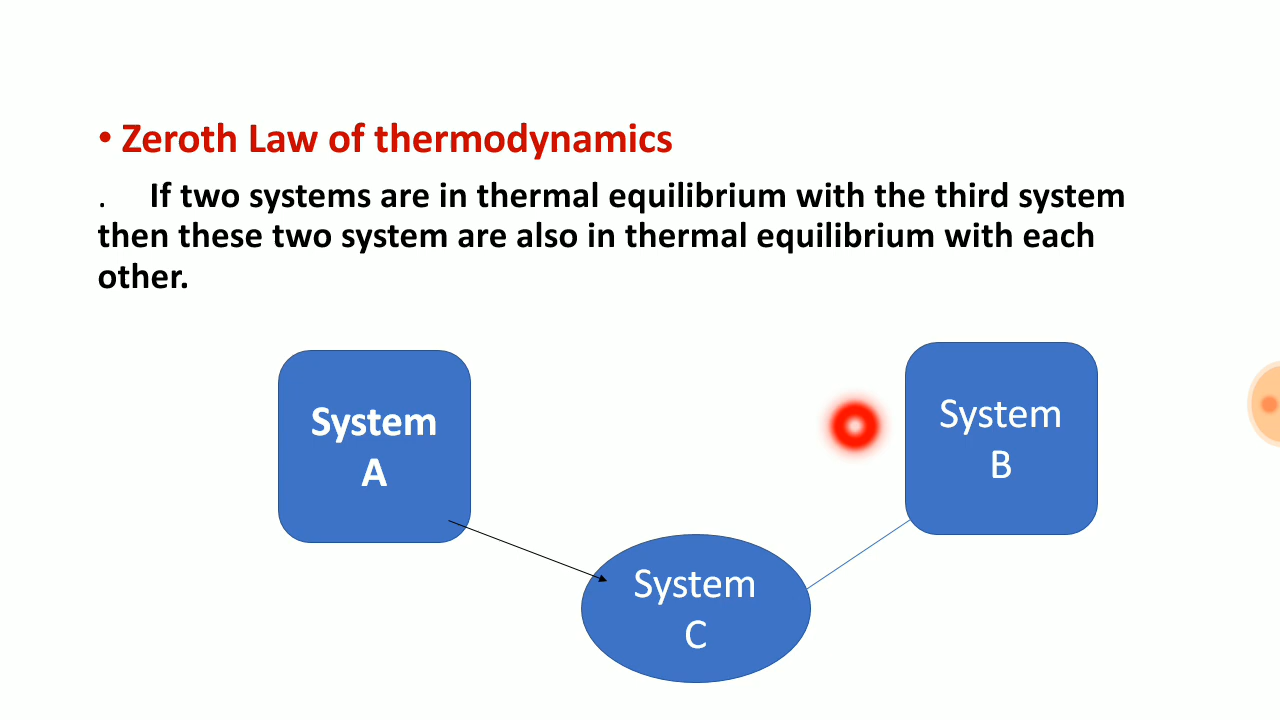 • Zeroth Law of thermodynamics
. If two systems are in thermal equilibrium with the third system
then these two system are also in thermal equilibrium with each
other.
System
A
System
B
System
C